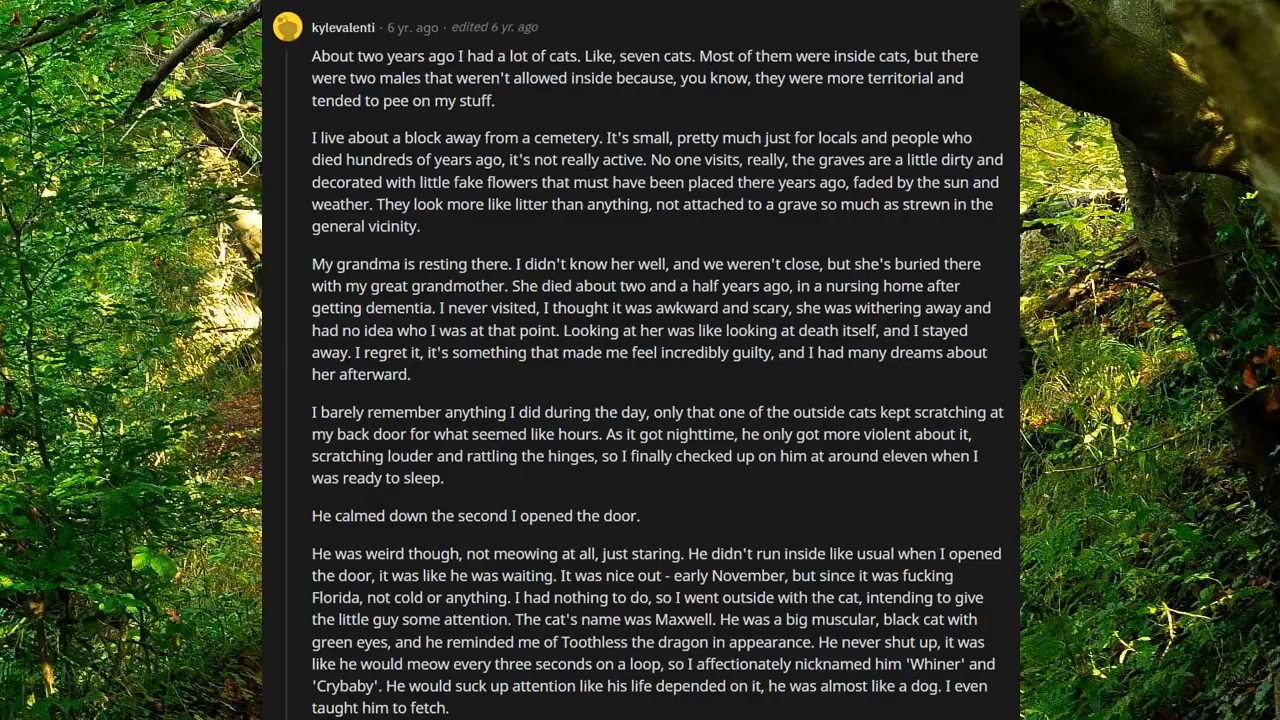 kylevalenti · 6 yr. ago · edited 6 yr. ago
About two years ago I had a lot of cats. Like, seven cats. Most of them were inside cats, but there
were two males that weren't allowed inside because, you know, they were more territorial and
tended to pee on my stuff.
I live about a block away from a cemetery. It's small, pretty much just for locals and people who
died hundreds of years ago, it's not really active. No one visits, really, the graves are a little dirty and
decorated with little fake flowers that must have been placed there years ago, faded by the sun and
weather. They look more like litter than anything, not attached to a grave so much as strewn in the
general vicinity.
My grandma is resting there. I didn't know her well, and we weren't close, but she's buried there
with my great grandmother. She died about two and a half years ago, in a nursing home after
getting dementia. I never visited, I thought it was awkward and scary, she was withering away and
had no idea who I was at that point. Looking at her was like looking at death itself, and I stayed
away. I regret it, it's something that made me feel incredibly guilty, and I had many dreams about
her afterward.
I barely remember anything I did during the day, only that one of the outside cats kept scratching at
my back door for what seemed like hours. As it got nighttime, he only got more violent about it,
scratching louder and rattling the hinges, so I finally checked up on him at around eleven when I
was ready to sleep.
He calmed down the second I opened the door.
He was weird though, not meowing at all, just staring. He didn't run inside like usual when I opened
the door, it was like he was waiting. It was nice out - early November, but since it was fucking
Florida, not cold or anything. I had nothing to do, so I went outside with the cat, intending to give
the little guy some attention. The cat's name was Maxwell. He was a big muscular, black cat with
green eyes, and he reminded me of Toothless the dragon in appearance. He never shut up, it was
like he would meow every three seconds on a loop, so I affectionately nicknamed him 'Whiner' and
'Crybaby'. He would suck up attention like his life depended on it, he was almost like a dog. I even
taught him to fetch.